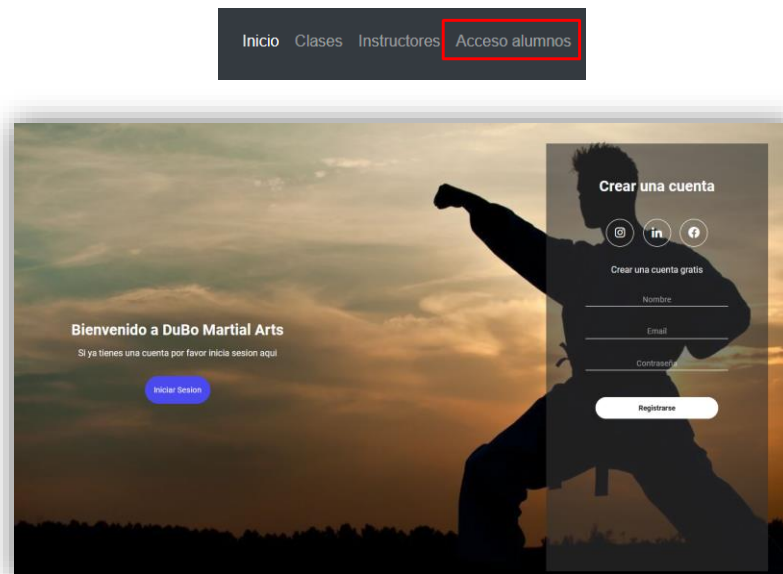 Inicio Clases Instructores Acceso alumnos
Crear una cuenta
in
Crear una cuenta gratis
Nombre
Email
Contraseña
Registrarse
Bienvenido a DuBo Martial Arts
Si ya tienes una cuenta por favor inicia sesion aqui
Iniciar Sesion